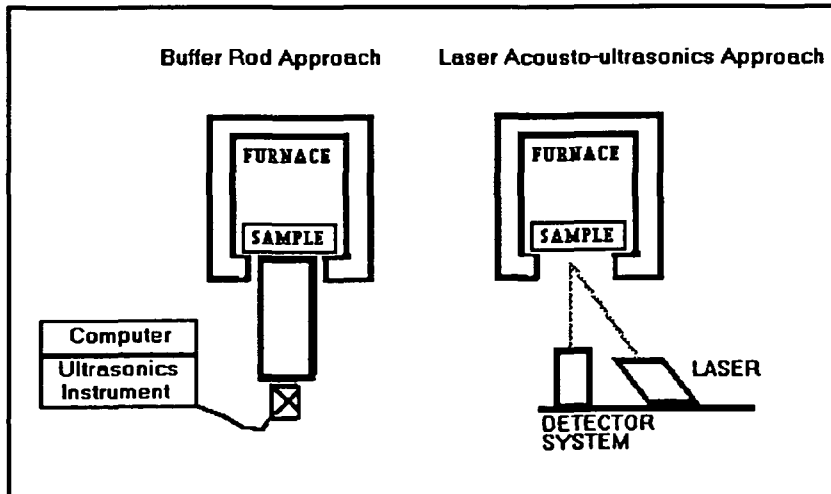 Buffer Rod Approach
Laser Acousto-ultrasonics Approach
FURNACE
SAMPLE
Computer
Ultrasonics
Instrument
FURNACE
SAMPLE
LASER
DETECTOR
SYSTEM